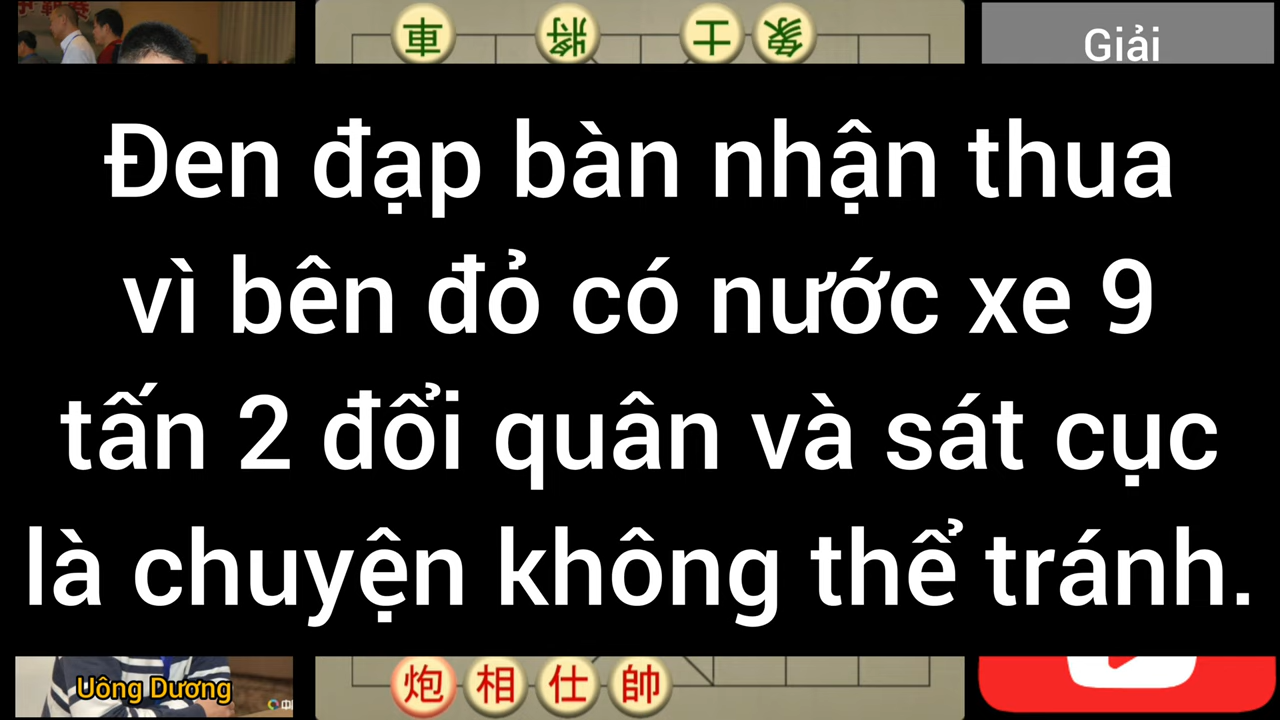 車 將 士 象
Giải
Đen đạp bàn nhận thua
vì bên đỏ có nước xe 9
tấn 2 đổi quân và sát cục
là chuyện không thể tránh.
Uông Dương
炮 相 仕 帥